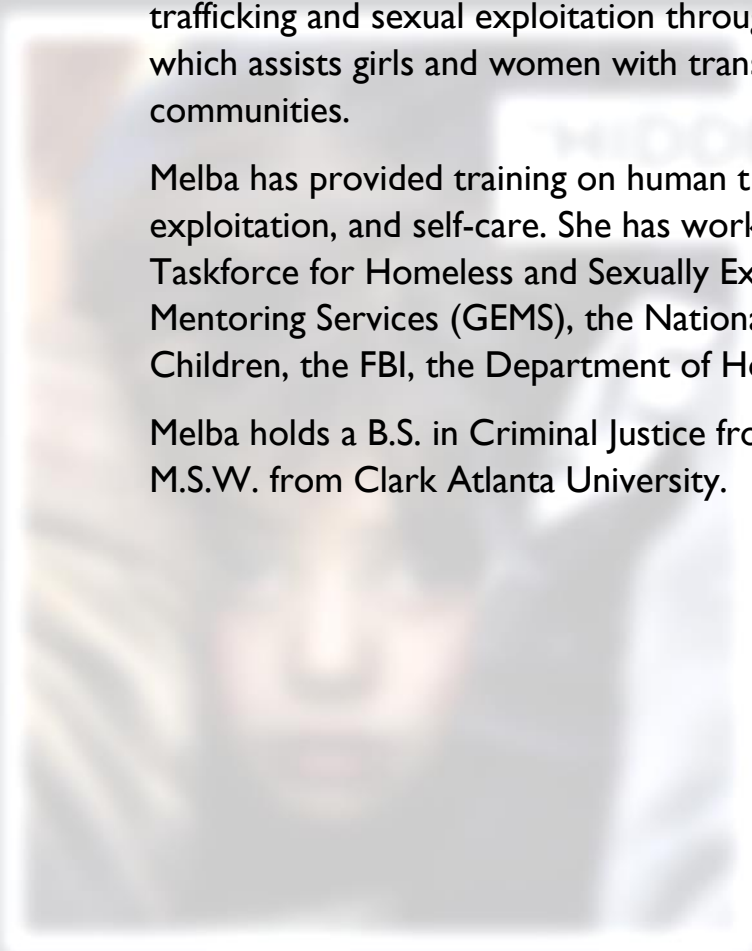 trafficking and sexual exploitation throug
which assists girls and women with trans
communities.
Melba has provided training on human t
exploitation, and self-care. She has work
Taskforce for Homeless and Sexually Ex
Mentoring Services (GEMS), the Nationa
Children, the FBI, the Department of Ho
Melba holds a B.S. in Criminal Justice fro
M.S.W. from Clark Atlanta University.